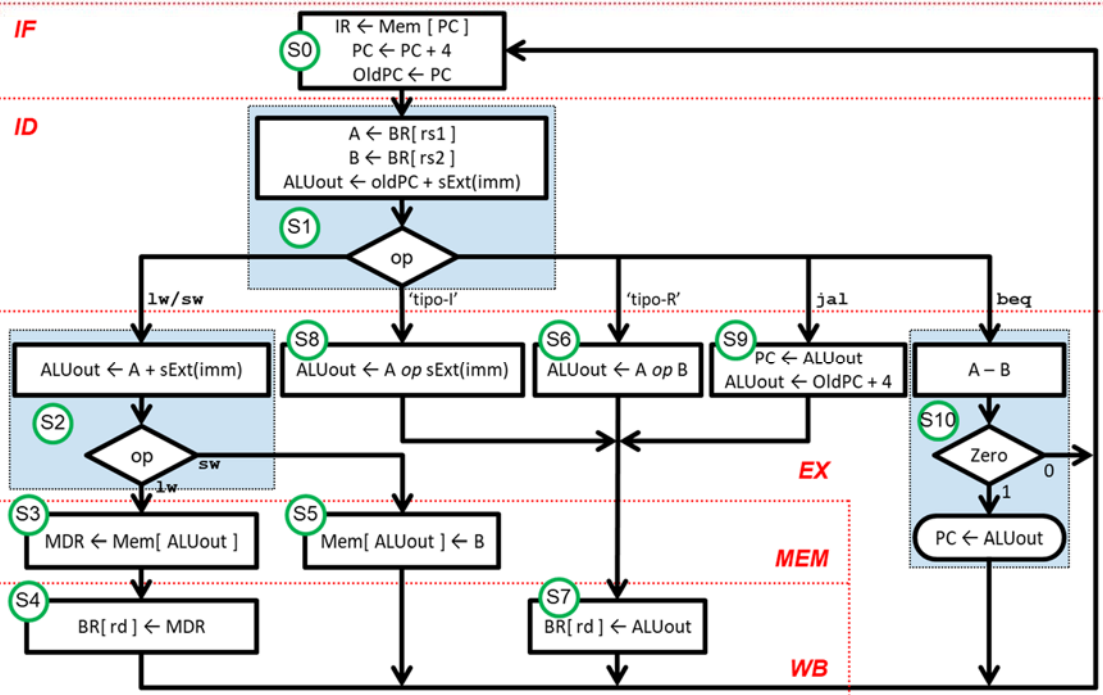 IF
S0
IR ← Mem [ PC ]
PC ← PC + 4
OldPC ← PC
ID
A ← BR[ rs1 ]
B ← BR[ rs2 ]
ALUout ← oldPC + sExt(imm)
S1
op
lw/sw
'tipo-I'
'tipo-R'
jal
beq
S2
ALUout ← A + sExt(imm)
op
sw
lw
S8
ALUout ← A op sExt(imm)
S6
ALUout ← A op B
S9
PC ← ALUout
ALUout ← OldPC + 4
A – B
S10
Zero
0
1
PC ← ALUout
EX
S3
MDR ← Mem[ ALUout ]
S5
Mem[ ALUout ] ← B
MEM
S4
BR[ rd ] ← MDR
S7
BR[ rd ] ← ALUout
WB